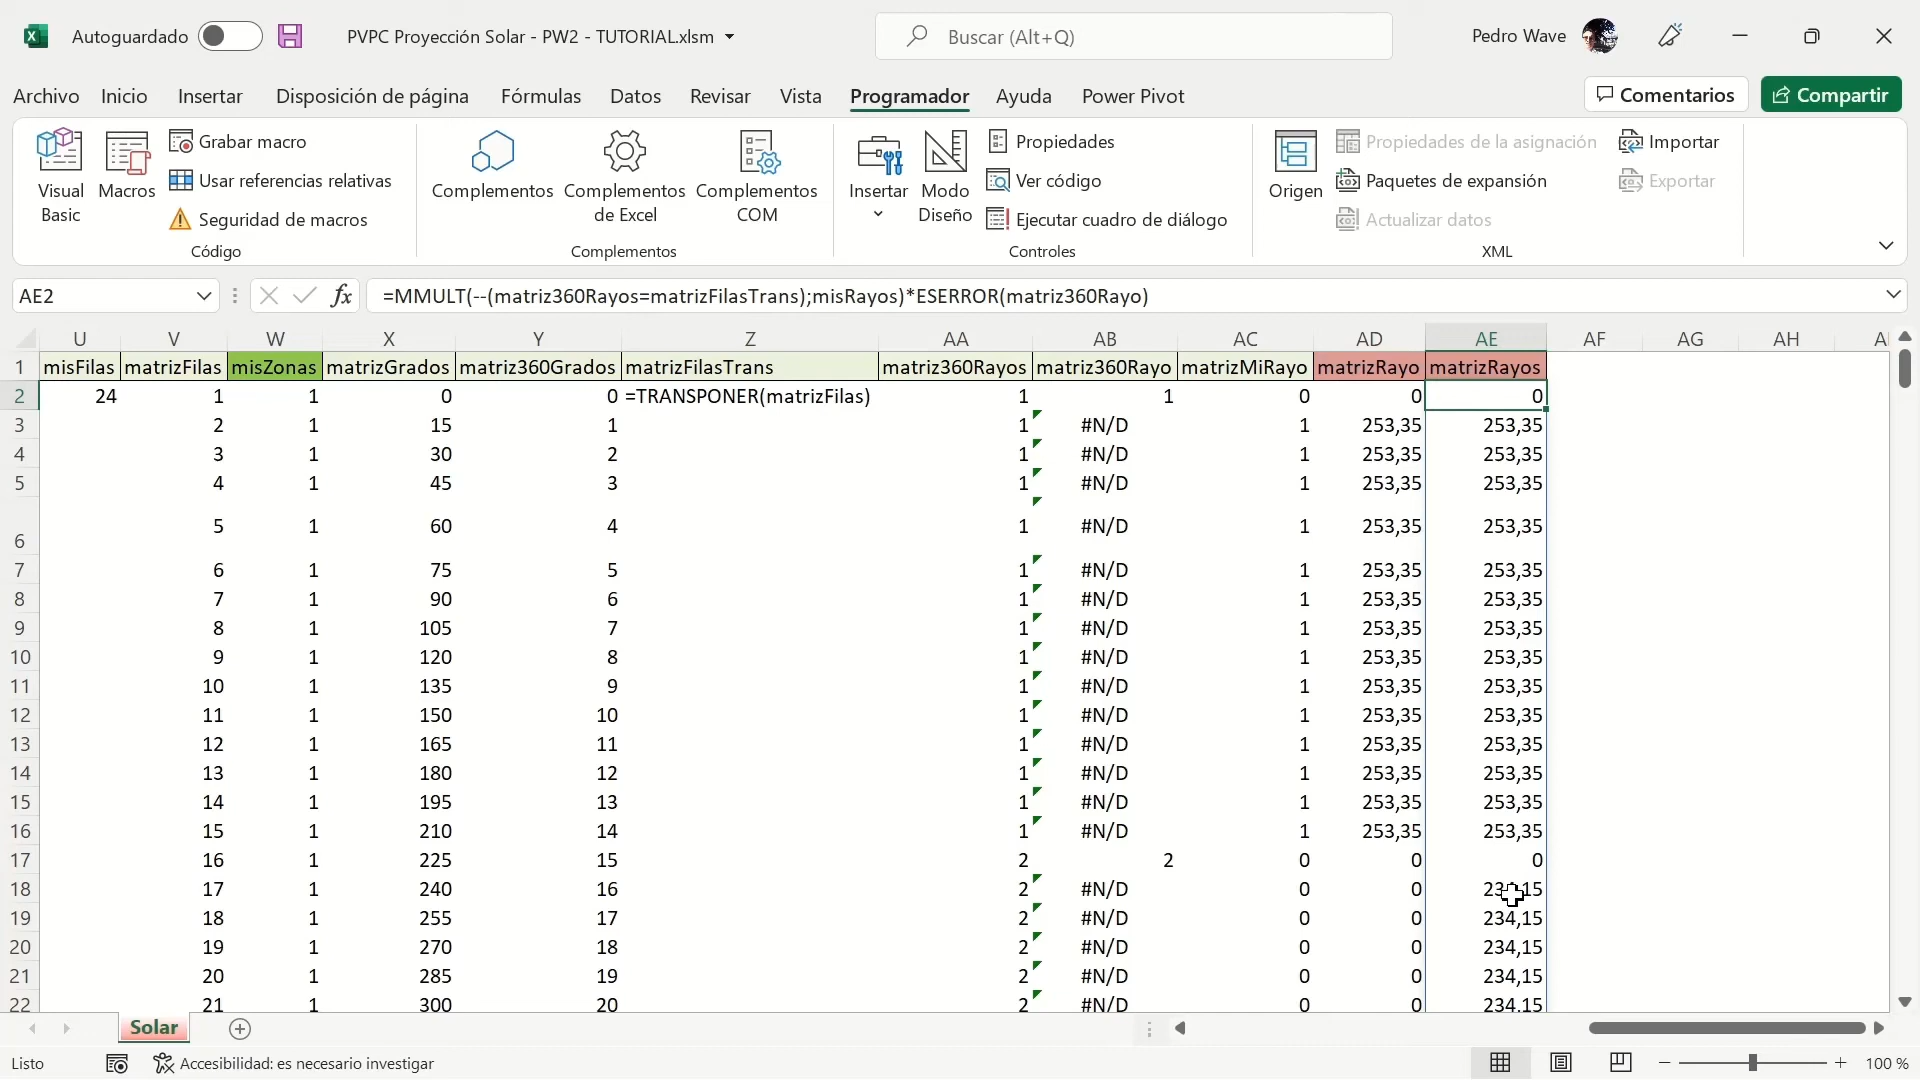 Autoguardado PVPC Proyección Solar - PW2 - TUTORIAL.xlsm Buscar (Alt+Q) Pedro Wave
Archivo Inicio Insertar Disposición de página Fórmulas Datos Revisar Vista Programador Ayuda Power Pivot Comentarios Compartir
Visual Basic
Macros
Grabar macro
Usar referencias relativas
Seguridad de macros
Código
Complementos
Complementos de Excel
Complementos COM
Complementos
Insertar
Modo Diseño
Propiedades
Ver código
Ejecutar cuadro de diálogo
Controles
Origen
Propiedades de la asignación
Paquetes de expansión
Actualizar datos
Importar
Exportar
XML
AE2 fx =MMULT(--(matriz360Rayos=matrizFilasTrans);misRayos)*ESERROR(matriz360Rayo)
U V W X Y Z AA AB AC AD AE AF AG AH
1 misFilas matrizFilas misZonas matrizGrados matriz360Grados matrizFilasTrans matriz360Rayos matriz360Rayo matrizMiRayo matrizRayo matrizRayos
2 24 1 1 0 0 =TRANSPONER(matrizFilas) 1 1 0 0 0
3 2 1 15 1 1 #N/D 1 253,35 253,35
4 3 1 30 2 1 #N/D 1 253,35 253,35
5 4 1 45 3 1 #N/D 1 253,35 253,35
6 5 1 60 4 1 #N/D 1 253,35 253,35
7 6 1 75 5 1 #N/D 1 253,35 253,35
8 7 1 90 6 1 #N/D 1 253,35 253,35
9 8 1 105 7 1 #N/D 1 253,35 253,35
10 9 1 120 8 1 #N/D 1 253,35 253,35
11 10 1 135 9 1 #N/D 1 253,35 253,35
12 11 1 150 10 1 #N/D 1 253,35 253,35
13 12 1 165 11 1 #N/D 1 253,35 253,35
14 13 1 180 12 1 #N/D 1 253,35 253,35
15 14 1 195 13 1 #N/D 1 253,35 253,35
16 15 1 210 14 1 #N/D 1 253,35 253,35
17 16 1 225 15 2 2 0 0 0
18 17 1 240 16 2 #N/D 0 0
19 18 1 255 17 2 #N/D 0 0 234,15
20 19 1 270 18 2 #N/D 0 0 234,15
21 20 1 285 19 2 #N/D 0 0 234,15
22 21 1 300 20 2 #N/D 0 0 234,15
Solar
Listo Accesibilidad: es necesario investigar 100 %